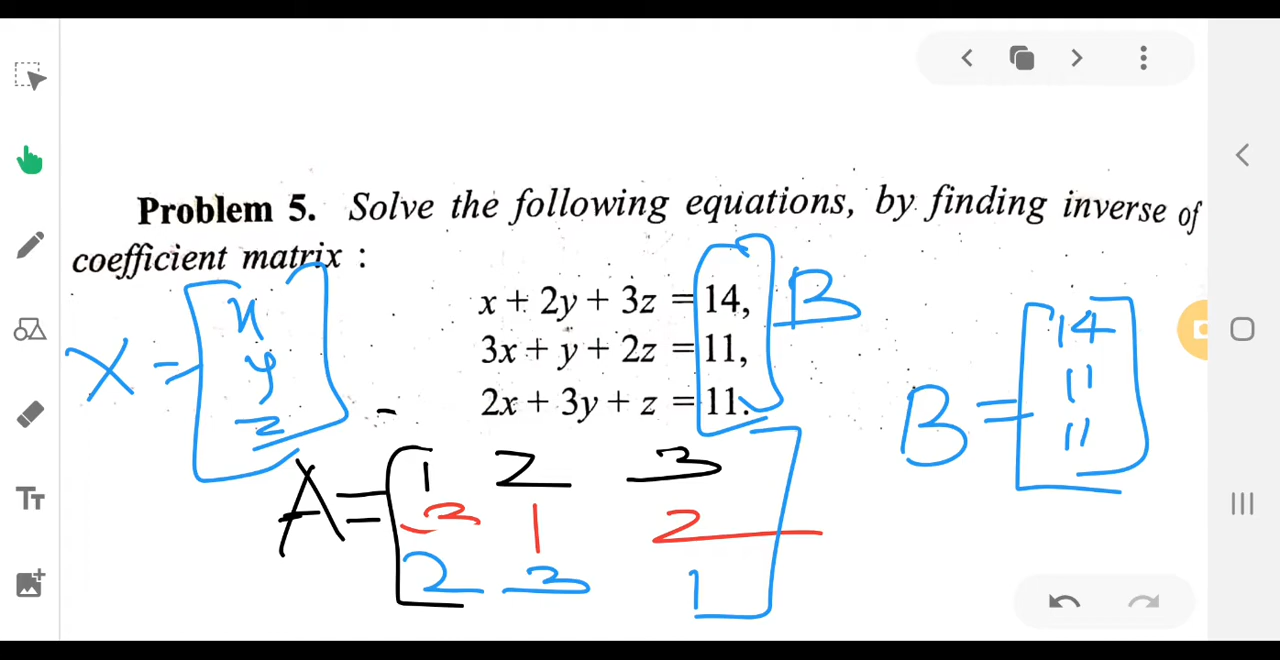 Problem 5. Solve the following equations, by finding inverse of
coefficient matrix :
x + 2y + 3z = 14,
3x + y + 2z = 11,
2x + 3y + z = 11.
B
X = [x
y
z]
B = [14
11
11]
A = [1 2 3
3 1 2
2 3 1]
TT